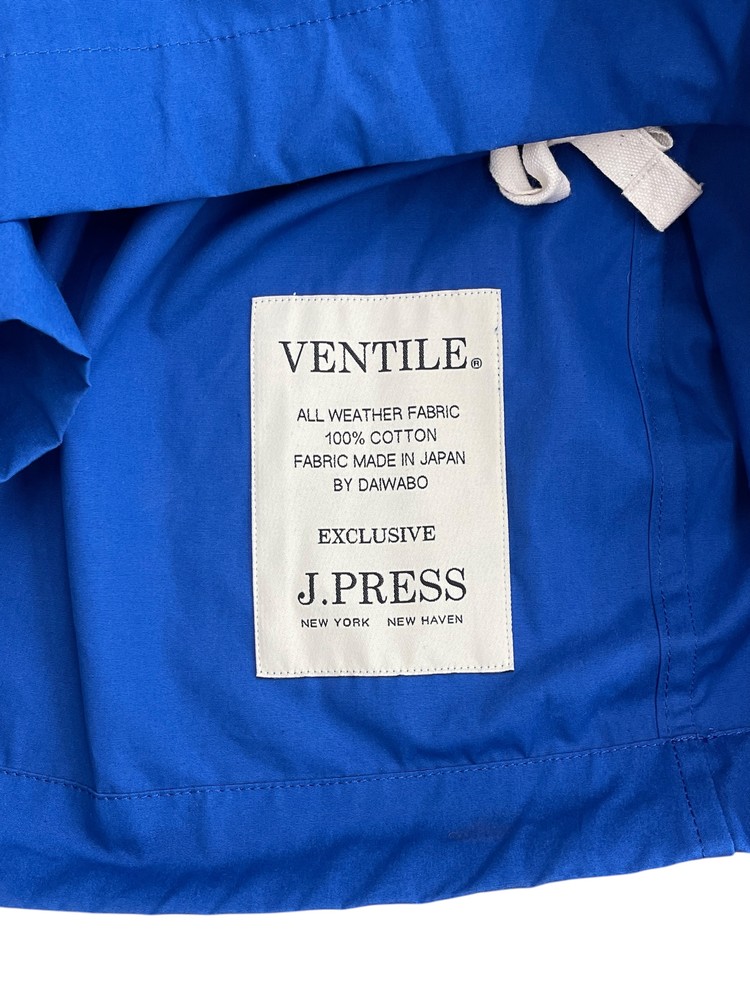 VENTILE®
ALL WEATHER FABRIC
100% COTTON
FABRIC MADE IN JAPAN
BY DAIWABO
EXCLUSIVE
J.PRESS
NEW YORK NEW HAVEN